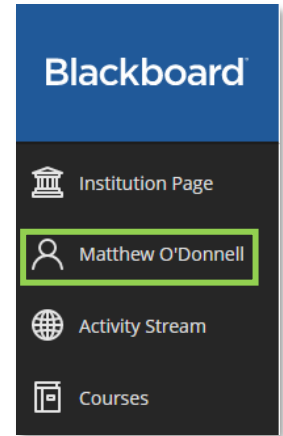 Blackboard
Institution Page
Matthew O'Donnell
Activity Stream
Courses